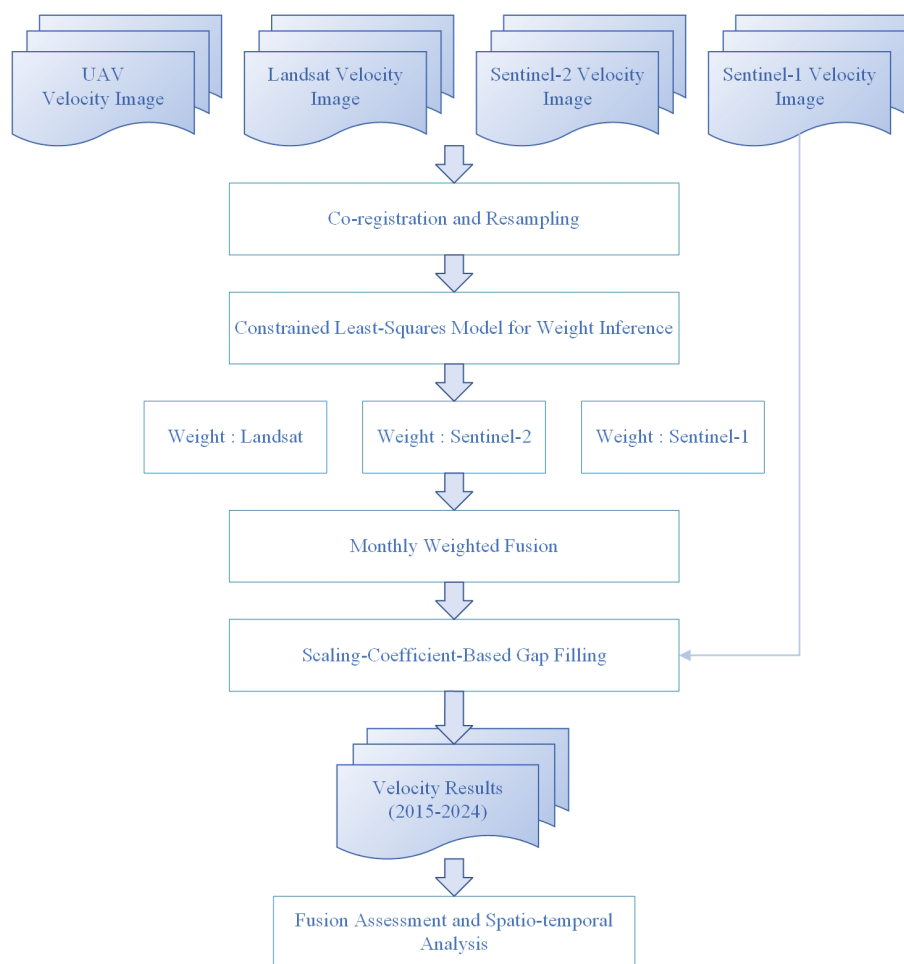 UAV
Velocity Image
Landsat Velocity
Image
Sentinel-2 Velocity
Image
Sentinel-1 Velocity
Image
Co-registration and Resampling
Constrained Least-Squares Model for Weight Inference
Weight : Landsat
Weight : Sentinel-2
Weight : Sentinel-1
Monthly Weighted Fusion
Scaling-Coefficient-Based Gap Filling
Velocity Results
(2015-2024)
Fusion Assessment and Spatio-temporal
Analysis